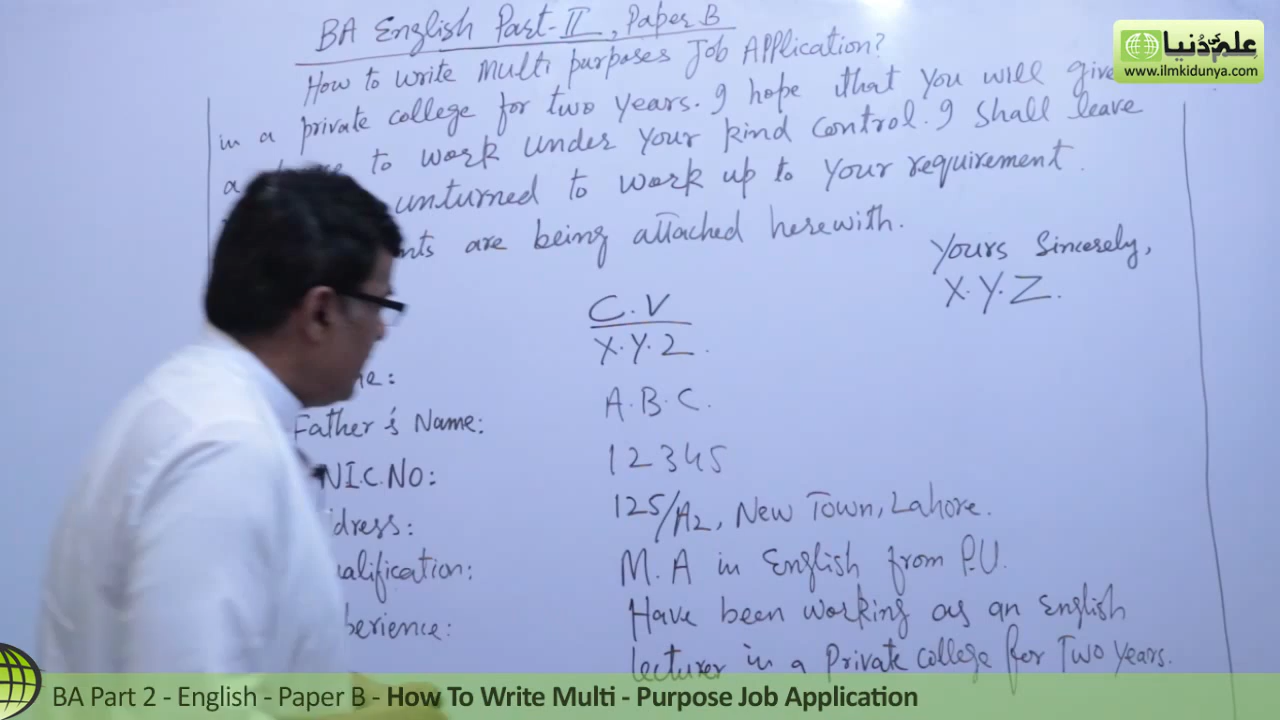 BA English Part-II, Paper B
How to write Multi purposes Job Application?
in a private college for two years. I hope that you will give
a to work under your kind control. I shall leave
unturned to work up to your requirement.
are being attached herewith.
Yours Sincerely,
X.Y.Z.
C.V
X.Y.Z.
Father's Name: A.B.C.
N.I.C.NO: 12345
125/A2, New Town, Lahore.
M.A in English from P.U.
Have been working as an English
lecturer in a Private college for Two years.
علم کی دُنیا
www.ilmkidunya.com
BA Part 2 - English - Paper B - How To Write Multi - Purpose Job Application